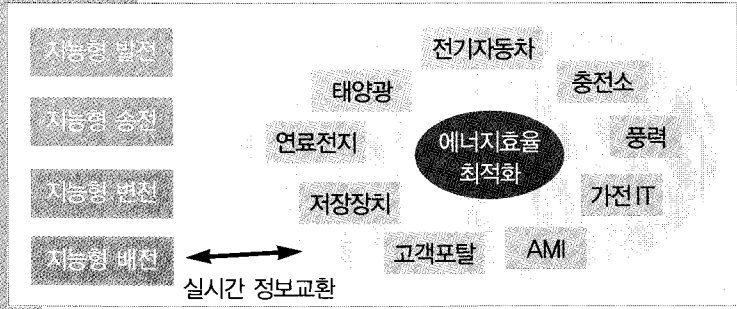 지능형 발전
지능형 송전
지능형 변전
지능형 배전
실시간 정보교환
전기자동차
태양광
충전소
연료전지
에너지효율
최적화
풍력
저장장치
가전 IT
고객포탈
AMI